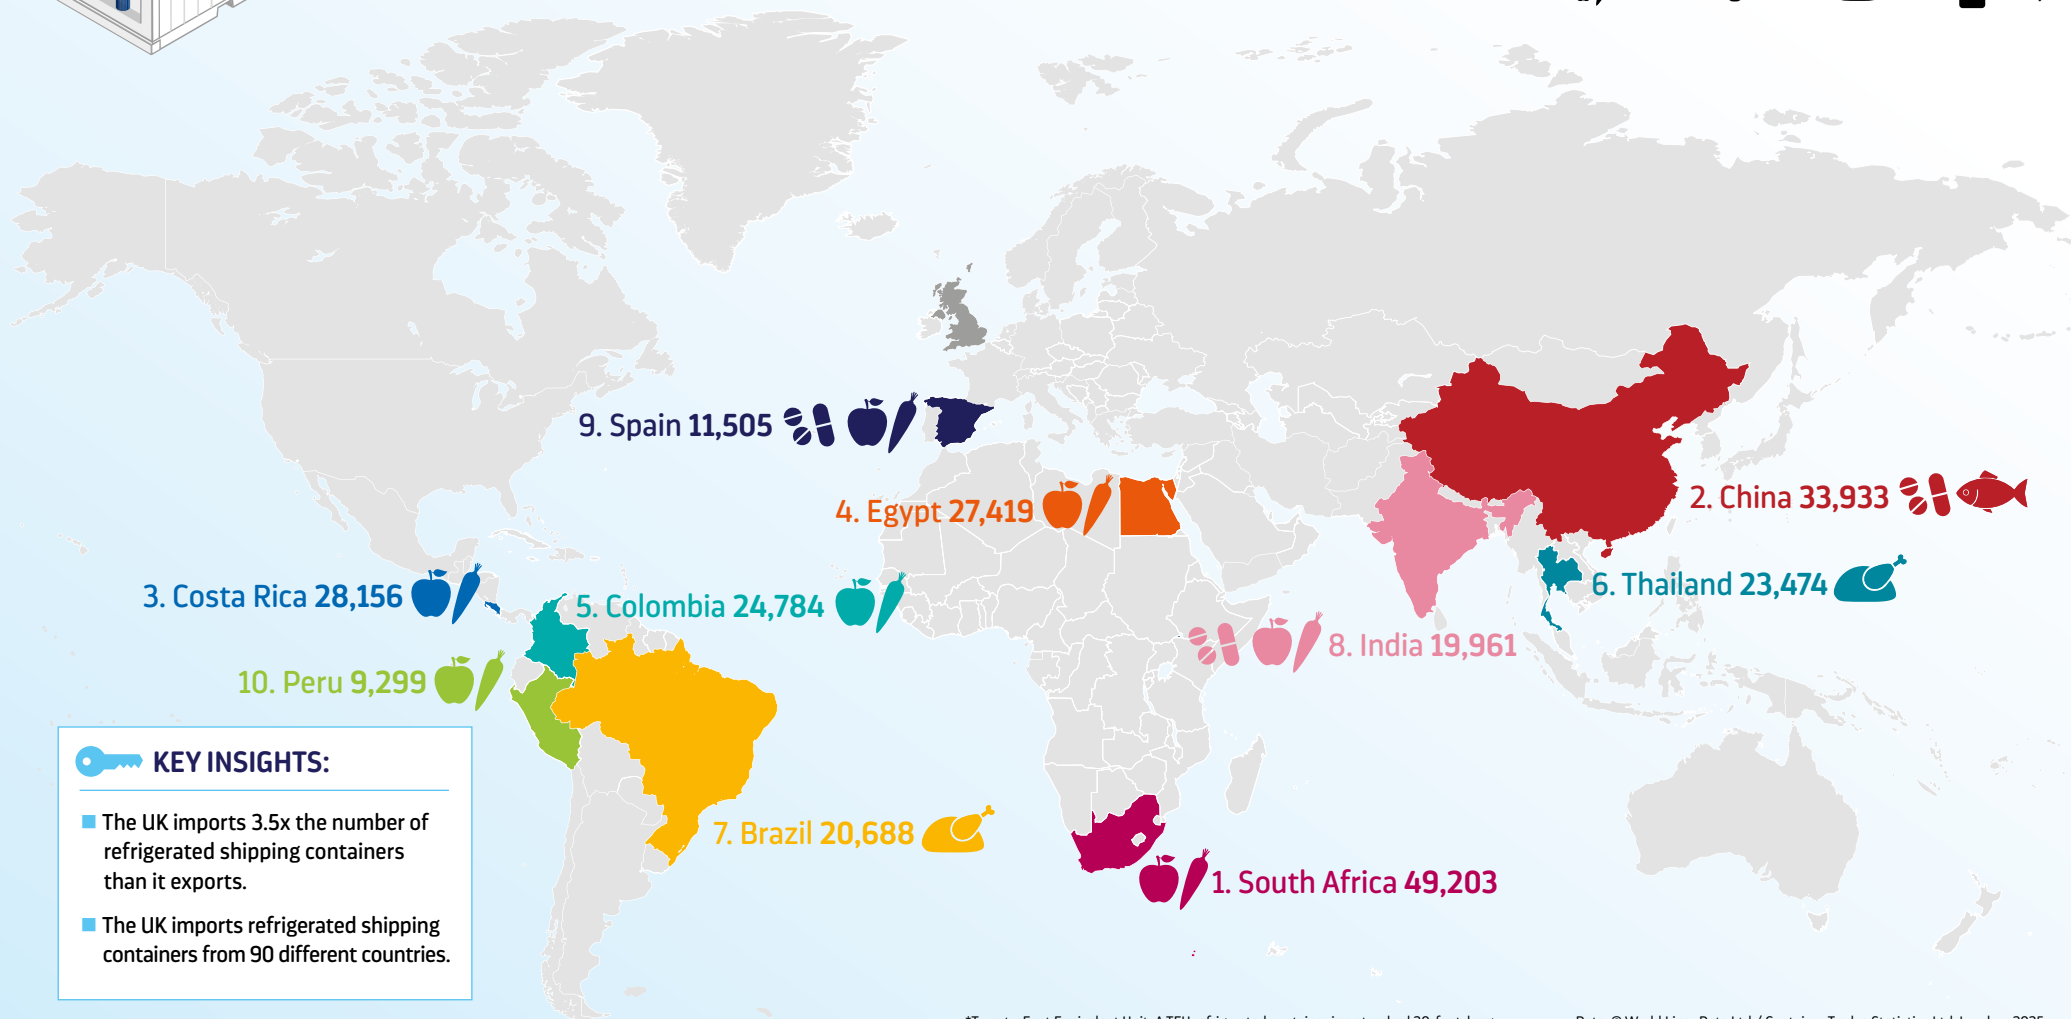 9. Spain 11,505
4. Egypt 27,419
2. China 33,933
3. Costa Rica 28,156
5. Colombia 24,784
6. Thailand 23,474
8. India 19,961
10. Peru 9,299
7. Brazil 20,688
1. South Africa 49,203
KEY INSIGHTS:
The UK imports 3.5x the number of
refrigerated shipping containers
than it exports.
The UK imports refrigerated shipping
containers from 90 different countries.